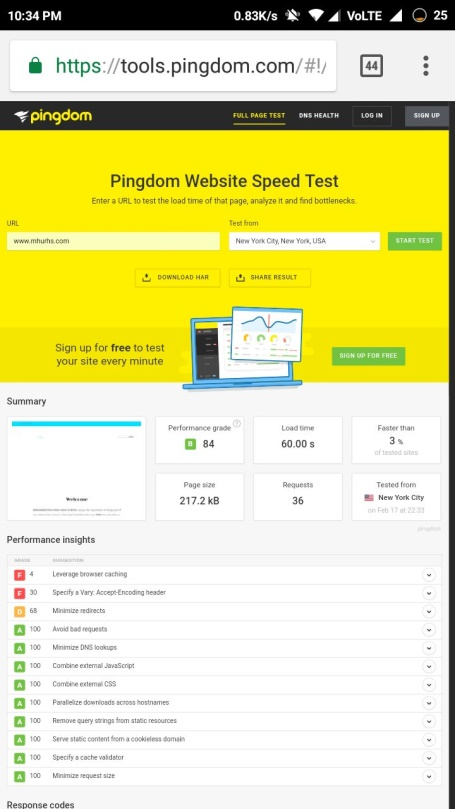 10:34 PM
0.83K/s
VoLTE
25
https://tools.pingdom.com/#!/
44
pingdom
FULL PAGE TEST
DNS HEALTH
LOG IN
SIGN UP
Pingdom Website Speed Test
Enter a URL to test the load time of that page, analyze it and find bottlenecks.
URL
Test from
www.mhurhs.com
New York City, New York, USA
START TEST
DOWNLOAD HAR
SHARE RESULT
Sign up for free to test
your site every minute
SIGN UP FOR FREE
Summary
Welcome
Performance grade ?
B 84
Load time
60.00 s
Faster than
3 %
of tested sites
Page size
217.2 kB
Requests
36
Tested from
New York City
on Feb 17 at 22:33
pingdom
Performance insights
GRADE SUGGESTION
F 4 Leverage browser caching
F 30 Specify a Vary: Accept-Encoding header
D 68 Minimize redirects
A 100 Avoid bad requests
A 100 Minimize DNS lookups
A 100 Combine external JavaScript
A 100 Combine external CSS
A 100 Parallelize downloads across hostnames
A 100 Remove query strings from static resources
A 100 Serve static content from a cookieless domain
A 100 Specify a cache validator
A 100 Minimize request size
Response codes